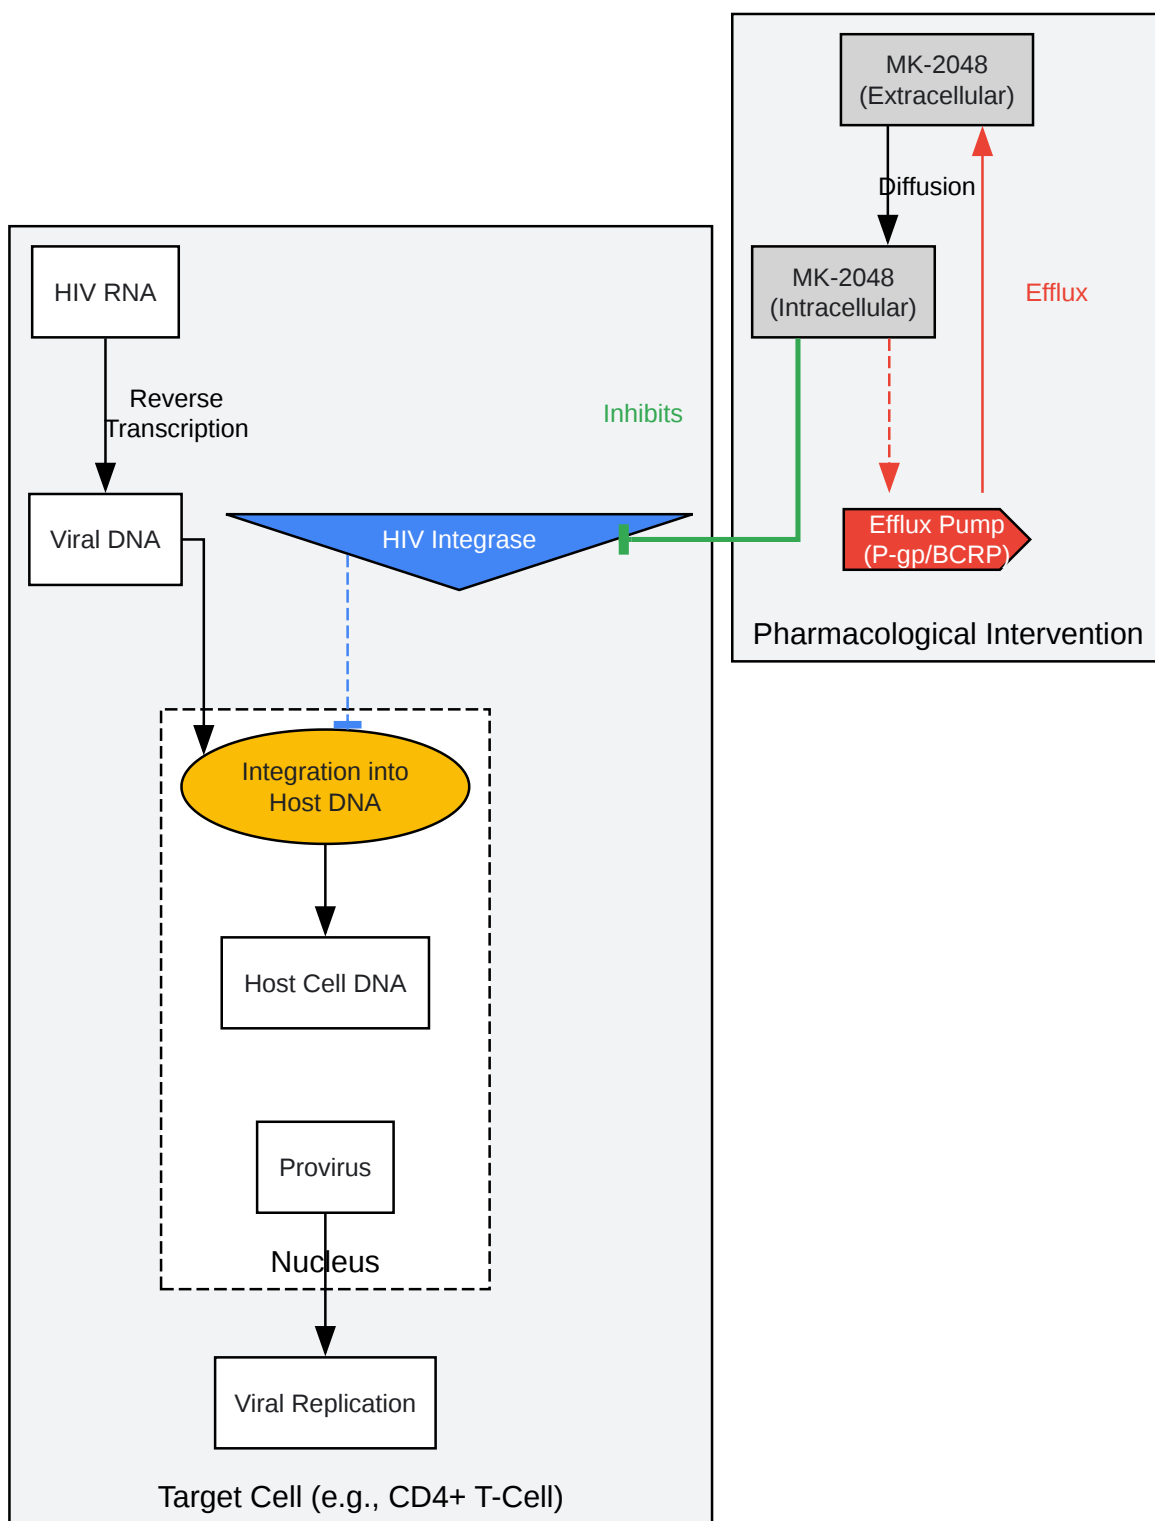 MK-2048
(Extracellular)
Diffusion
MK-2048
(Intracellular)
Efflux
HIV RNA
Reverse
Transcription
Inhibits
Viral DNA
HIV Integrase
Efflux Pump
(P-gp/BCRP)
Pharmacological Intervention
Integration into
Host DNA
Host Cell DNA
Provirus
Nucleus
Viral Replication
Target Cell (e.g., CD4+ T-Cell)